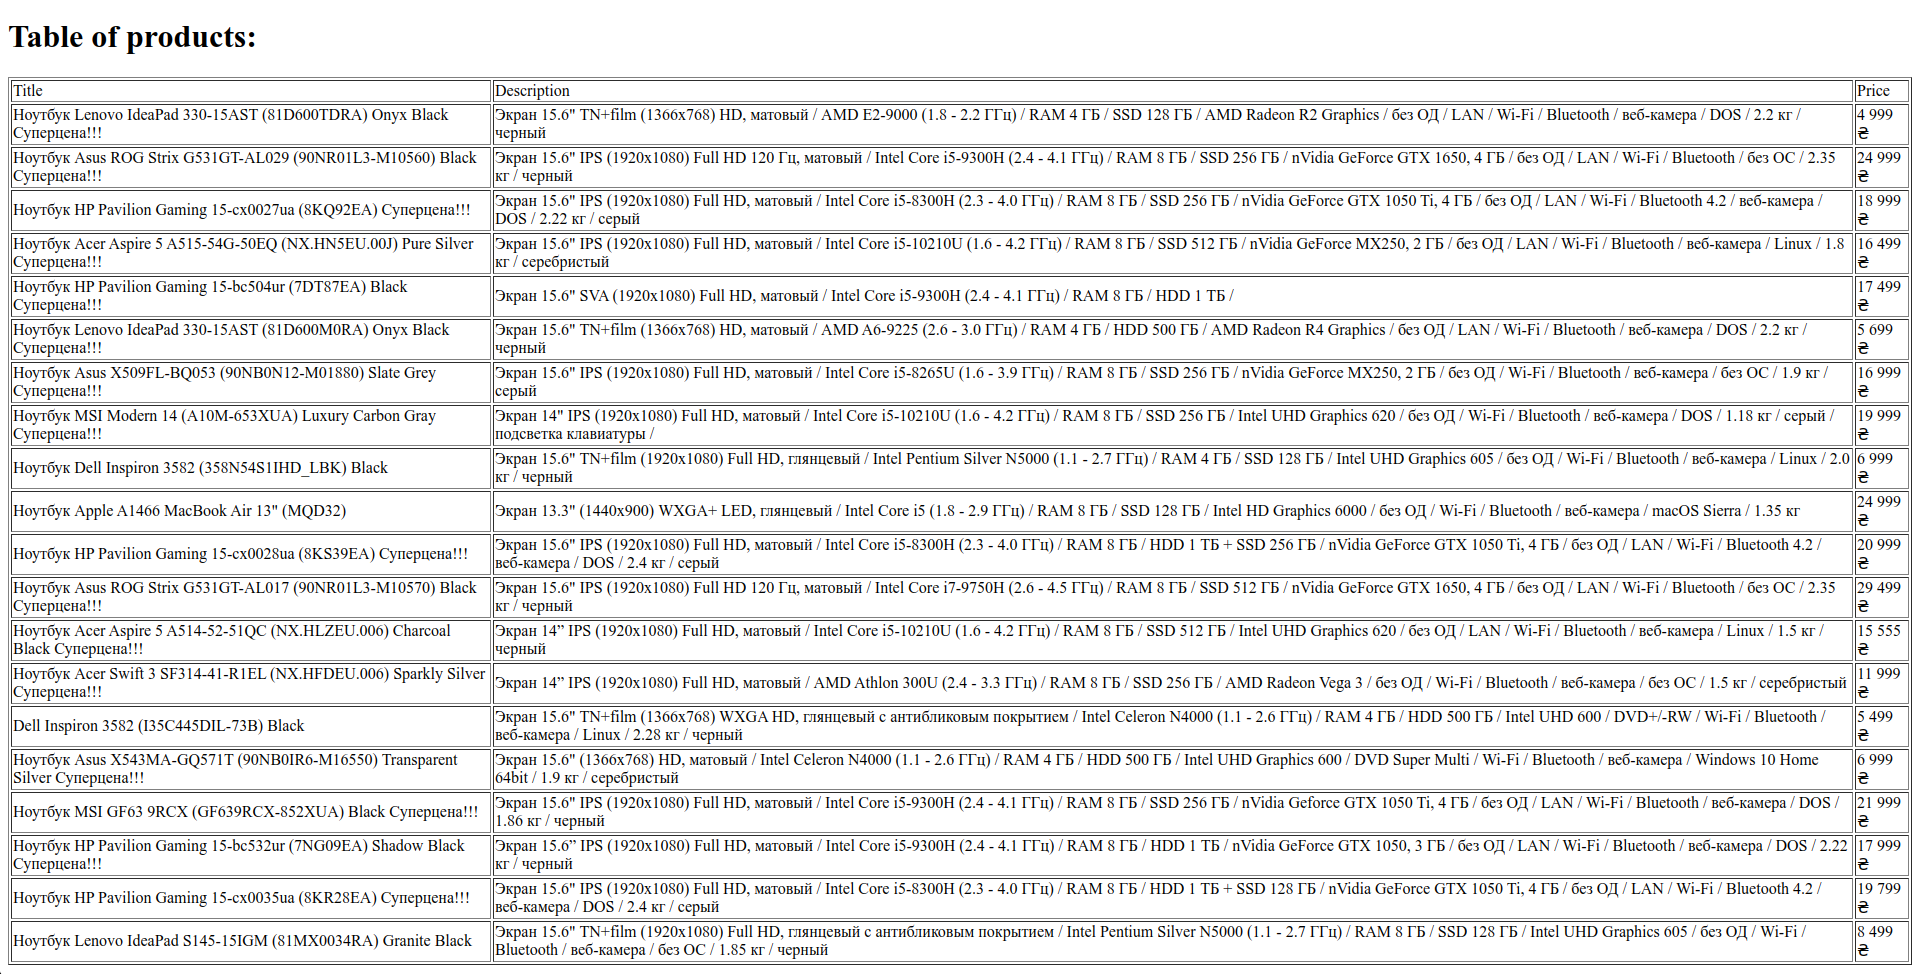 Table of products:
Title Description Price
Ноутбук Lenovo IdeaPad 330-15AST (81D600TDRA) Onyx Black Суперцена!!! Экран 15.6" TN+film (1366x768) HD, матовый / AMD E2-9000 (1.8 - 2.2 ГГц) / RAM 4 ГБ / SSD 128 ГБ / AMD Radeon R2 Graphics / без ОД / LAN / Wi-Fi / Bluetooth / веб-камера / DOS / 2.2 кг / черный 4 999 ₴
Ноутбук Asus ROG Strix G531GT-AL029 (90NR01L3-M10560) Black Суперцена!!! Экран 15.6" IPS (1920x1080) Full HD 120 Гц, матовый / Intel Core i5-9300H (2.4 - 4.1 ГГц) / RAM 8 ГБ / SSD 256 ГБ / nVidia GeForce GTX 1650, 4 ГБ / без ОД / LAN / Wi-Fi / Bluetooth / без ОС / 2.35 кг / черный 24 999 ₴
Ноутбук HP Pavilion Gaming 15-cx0027ua (8KQ92EA) Суперцена!!! Экран 15.6" IPS (1920x1080) Full HD, матовый / Intel Core i5-8300H (2.3 - 4.0 ГГц) / RAM 8 ГБ / SSD 256 ГБ / nVidia GeForce GTX 1050 Ti, 4 ГБ / без ОД / LAN / Wi-Fi / Bluetooth 4.2 / веб-камера / DOS / 2.22 кг / серый 18 999 ₴
Ноутбук Acer Aspire 5 A515-54G-50EQ (NX.HN5EU.00J) Pure Silver Суперцена!!! Экран 15.6" IPS (1920x1080) Full HD, матовый / Intel Core i5-10210U (1.6 - 4.2 ГГц) / RAM 8 ГБ / SSD 512 ГБ / nVidia GeForce MX250, 2 ГБ / без ОД / LAN / Wi-Fi / Bluetooth / веб-камера / Linux / 1.8 кг / серебристый 16 499 ₴
Ноутбук HP Pavilion Gaming 15-bc504ur (7DT87EA) Black Суперцена!!! Экран 15.6" SVA (1920x1080) Full HD, матовый / Intel Core i5-9300H (2.4 - 4.1 ГГц) / RAM 8 ГБ / HDD 1 ТБ / 17 499 ₴
Ноутбук Lenovo IdeaPad 330-15AST (81D600M0RA) Onyx Black Суперцена!!! Экран 15.6" TN+film (1366x768) HD, матовый / AMD A6-9225 (2.6 - 3.0 ГГц) / RAM 4 ГБ / HDD 500 ГБ / AMD Radeon R4 Graphics / без ОД / LAN / Wi-Fi / Bluetooth / веб-камера / DOS / 2.2 кг / черный 5 699 ₴
Ноутбук Asus X509FL-BQ053 (90NB0N12-M01880) Slate Grey Суперцена!!! Экран 15.6" IPS (1920x1080) Full HD, матовый / Intel Core i5-8265U (1.6 - 3.9 ГГц) / RAM 8 ГБ / SSD 256 ГБ / nVidia GeForce MX250, 2 ГБ / без ОД / Wi-Fi / Bluetooth / веб-камера / без ОС / 1.9 кг / серый 16 999 ₴
Ноутбук MSI Modern 14 (A10M-653XUA) Luxury Carbon Gray Суперцена!!! Экран 14" IPS (1920x1080) Full HD, матовый / Intel Core i5-10210U (1.6 - 4.2 ГГц) / RAM 8 ГБ / SSD 256 ГБ / Intel UHD Graphics 620 / без ОД / Wi-Fi / Bluetooth / веб-камера / DOS / 1.18 кг / серый / подсветка клавиатуры / 19 999 ₴
Ноутбук Dell Inspiron 3582 (358N54S1IHD_LBK) Black Экран 15.6" TN+film (1920x1080) Full HD, глянцевый / Intel Pentium Silver N5000 (1.1 - 2.7 ГГц) / RAM 4 ГБ / SSD 128 ГБ / Intel UHD Graphics 605 / без ОД / Wi-Fi / Bluetooth / веб-камера / Linux / 2.0 кг / черный 6 999 ₴
Ноутбук Apple A1466 MacBook Air 13" (MQD32) Экран 13.3" (1440x900) WXGA+ LED, глянцевый / Intel Core i5 (1.8 - 2.9 ГГц) / RAM 8 ГБ / SSD 128 ГБ / Intel HD Graphics 6000 / без ОД / Wi-Fi / Bluetooth / веб-камера / macOS Sierra / 1.35 кг 24 999 ₴
Ноутбук HP Pavilion Gaming 15-cx0028ua (8KS39EA) Суперцена!!! Экран 15.6" IPS (1920x1080) Full HD, матовый / Intel Core i5-8300H (2.3 - 4.0 ГГц) / RAM 8 ГБ / HDD 1 ТБ + SSD 256 ГБ / nVidia GeForce GTX 1050 Ti, 4 ГБ / без ОД / LAN / Wi-Fi / Bluetooth 4.2 / веб-камера / DOS / 2.4 кг / серый 20 999 ₴
Ноутбук Asus ROG Strix G531GT-AL017 (90NR01L3-M10570) Black Суперцена!!! Экран 15.6" IPS (1920x1080) Full HD 120 Гц, матовый / Intel Core i7-9750H (2.6 - 4.5 ГГц) / RAM 8 ГБ / SSD 512 ГБ / nVidia GeForce GTX 1650, 4 ГБ / без ОД / LAN / Wi-Fi / Bluetooth / без ОС / 2.35 кг / черный 29 499 ₴
Ноутбук Acer Aspire 5 A514-52-51QC (NX.HLZEU.006) Charcoal Black Суперцена!!! Экран 14” IPS (1920x1080) Full HD, матовый / Intel Core i5-10210U (1.6 - 4.2 ГГц) / RAM 8 ГБ / SSD 512 ГБ / Intel UHD Graphics 620 / без ОД / LAN / Wi-Fi / Bluetooth / веб-камера / Linux / 1.5 кг / черный 15 555 ₴
Ноутбук Acer Swift 3 SF314-41-R1EL (NX.HFDEU.006) Sparkly Silver Суперцена!!! Экран 14” IPS (1920x1080) Full HD, матовый / AMD Athlon 300U (2.4 - 3.3 ГГц) / RAM 8 ГБ / SSD 256 ГБ / AMD Radeon Vega 3 / без ОД / Wi-Fi / Bluetooth / веб-камера / без ОС / 1.5 кг / серебристый 11 999 ₴
Dell Inspiron 3582 (I35C445DIL-73B) Black Экран 15.6" TN+film (1366x768) WXGA HD, глянцевый с антибликовым покрытием / Intel Celeron N4000 (1.1 - 2.6 ГГц) / RAM 4 ГБ / HDD 500 ГБ / Intel UHD 600 / DVD+/-RW / Wi-Fi / Bluetooth / веб-камера / Linux / 2.28 кг / черный 5 499 ₴
Ноутбук Asus X543MA-GQ571T (90NB0IR6-M16550) Transparent Silver Суперцена!!! Экран 15.6" (1366x768) HD, матовый / Intel Celeron N4000 (1.1 - 2.6 ГГц) / RAM 4 ГБ / HDD 500 ГБ / Intel UHD Graphics 600 / DVD Super Multi / Wi-Fi / Bluetooth / веб-камера / Windows 10 Home 64bit / 1.9 кг / серебристый 6 999 ₴
Ноутбук MSI GF63 9RCX (GF639RCX-852XUA) Black Суперцена!!! Экран 15.6" IPS (1920x1080) Full HD, матовый / Intel Core i5-9300H (2.4 - 4.1 ГГц) / RAM 8 ГБ / SSD 256 ГБ / nVidia Geforce GTX 1050 Ti, 4 ГБ / без ОД / LAN / Wi-Fi / Bluetooth / веб-камера / DOS / 1.86 кг / черный 21 999 ₴
Ноутбук HP Pavilion Gaming 15-bc532ur (7NG09EA) Shadow Black Суперцена!!! Экран 15.6” IPS (1920x1080) Full HD, матовый / Intel Core i5-9300H (2.4 - 4.1 ГГц) / RAM 8 ГБ / HDD 1 ТБ / nVidia GeForce GTX 1050, 3 ГБ / без ОД / LAN / Wi-Fi / Bluetooth / веб-камера / DOS / 2.22 кг / черный 17 999 ₴
Ноутбук HP Pavilion Gaming 15-cx0035ua (8KR28EA) Суперцена!!! Экран 15.6" IPS (1920x1080) Full HD, матовый / Intel Core i5-8300H (2.3 - 4.0 ГГц) / RAM 8 ГБ / HDD 1 ТБ + SSD 128 ГБ / nVidia GeForce GTX 1050 Ti, 4 ГБ / без ОД / LAN / Wi-Fi / Bluetooth 4.2 / веб-камера / DOS / 2.4 кг / серый 19 799 ₴
Ноутбук Lenovo IdeaPad S145-15IGM (81MX0034RA) Granite Black Экран 15.6" TN+film (1920x1080) Full HD, глянцевый с антибликовым покрытием / Intel Pentium Silver N5000 (1.1 - 2.7 ГГц) / RAM 8 ГБ / SSD 128 ГБ / Intel UHD Graphics 605 / без ОД / Wi-Fi / Bluetooth / веб-камера / без ОС / 1.85 кг / черный 8 499 ₴